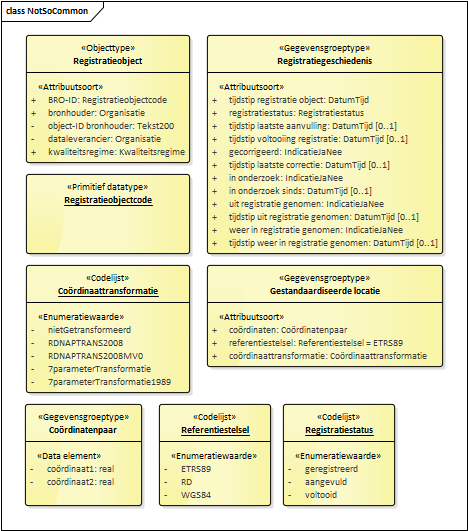 class NotSoCommon
«Objecttype»
Registratieobject
«Attribuutsoort»
+ BRO-ID: Registratieobjectcode
+ bronhouder: Organisatie
- object-ID bronhouder: Tekst200
- dataleverancier: Organisatie
+ kwaliteitsregime: Kwaliteitsregime
«Gegevensgroeptype»
Registratiegeschiedenis
«Attribuutsoort»
+ tijdstip registratie object: DatumTijd
+ registratiestatus: Registratiestatus
+ tijdstip laatste aanvulling: DatumTijd [0..1]
+ tijdstip voltooiing registratie: DatumTijd [0..1]
+ gecorrigeerd: IndicatieJaNee
+ tijdstip laatste correctie: DatumTijd [0..1]
+ in onderzoek: IndicatieJaNee
+ in onderzoek sinds: DatumTijd [0..1]
+ uit registratie genomen: IndicatieJaNee
+ tijdstip uit registratie genomen: DatumTijd [0..1]
+ weer in registratie genomen: IndicatieJaNee
+ tijdstip weer in registratie genomen: DatumTijd [0..1]
«Primitief datatype»
Registratieobjectcode
«Codelijst»
Coördinaattransformatie
«Enumeratiewaarde»
- nietGetransformeerd
- RDNAPTRANS2008
- RDNAPTRANS2008MV0
- 7parameterTransformatie
- 7parameterTransformatie1989
«Gegevensgroeptype»
Gestandaardiseerde locatie
«Attribuutsoort»
+ coördinaten: Coördinatenpaar
+ referentiestelsel: Referentiestelsel = ETRS89
+ coördinaattransformatie: Coördinaattransformatie
«Gegevensgroeptype»
Coördinatenpaar
«Data element»
- coördinaat1: real
- coördinaat2: real
«Codelijst»
Referentiestelsel
«Enumeratiewaarde»
- ETRS89
- RD
- WGS84
«Codelijst»
Registratiestatus
«Enumeratiewaarde»
- geregistreerd
- aangevuld
- voltooid